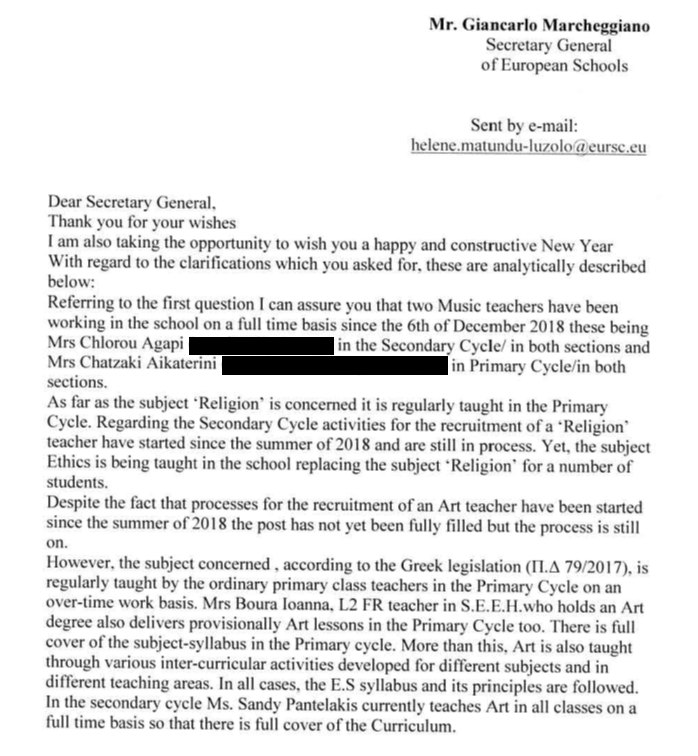 Mr. Giancarlo Marcheggiano
Secretary General
of European Schools
Sent by e-mail:
helene.matundu-luzolo@eursc.eu
Dear Secretary General,
Thank you for your wishes
I am also taking the opportunity to wish you a happy and constructive New Year
With regard to the clarifications which you asked for, these are analytically described
below:
Referring to the first question I can assure you that two Music teachers have been
working in the school on a full time basis since the 6th of December 2018 these being
Mrs Chlorou Agapi in the Secondary Cycle/ in both sections and
Mrs Chatzaki Aikaterini in Primary Cycle/in both
sections.
As far as the subject ‘Religion’ is concerned it is regularly taught in the Primary
Cycle. Regarding the Secondary Cycle activities for the recruitment of a ‘Religion’
teacher have started since the summer of 2018 and are still in process. Yet, the subject
Ethics is being taught in the school replacing the subject ‘Religion’ for a number of
students.
Despite the fact that processes for the recruitment of an Art teacher have been started
since the summer of 2018 the post has not yet been fully filled but the process is still
on.
However, the subject concerned , according to the Greek legislation (Π.Δ 79/2017), is
regularly taught by the ordinary primary class teachers in the Primary Cycle on an
over-time work basis. Mrs Boura Ioanna, L2 FR teacher in S.E.E.H.who holds an Art
degree also delivers provisionally Art lessons in the Primary Cycle too. There is full
cover of the subject-syllabus in the Primary cycle. More than this, Art is also taught
through various inter-curricular activities developed for different subjects and in
different teaching areas. In all cases, the E.S syllabus and its principles are followed.
In the secondary cycle Ms. Sandy Pantelakis currently teaches Art in all classes on a
full time basis so that there is full cover of the Curriculum.